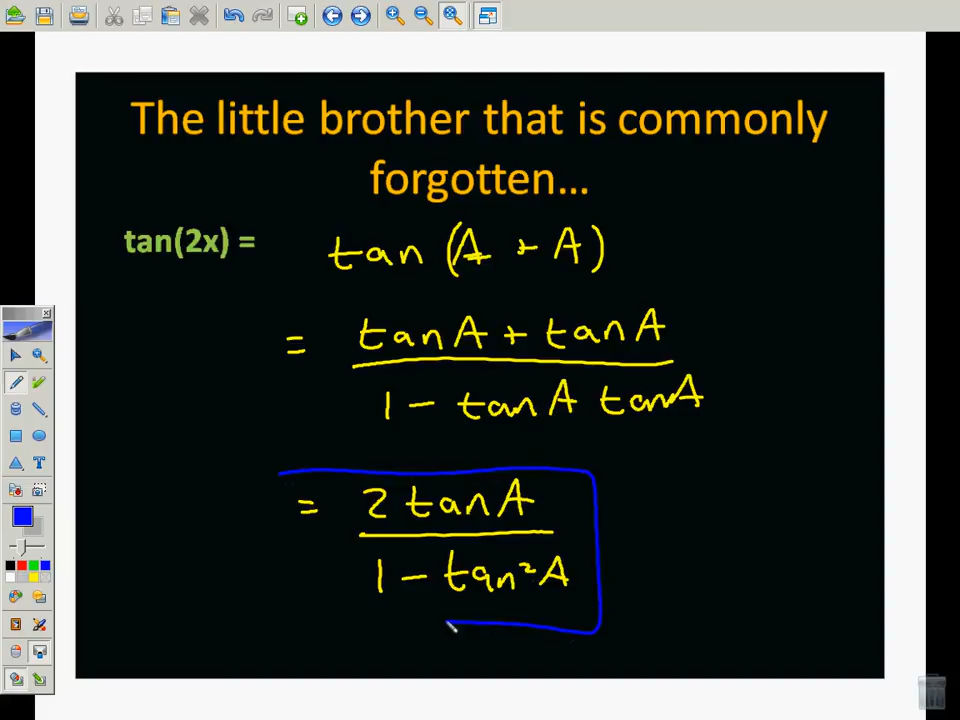 The little brother that is commonly
forgotten...
tan(2x) = tan (A + A)
= tanA + tanA
1 - tanA tanA
= 2 tanA
1 - tan²A